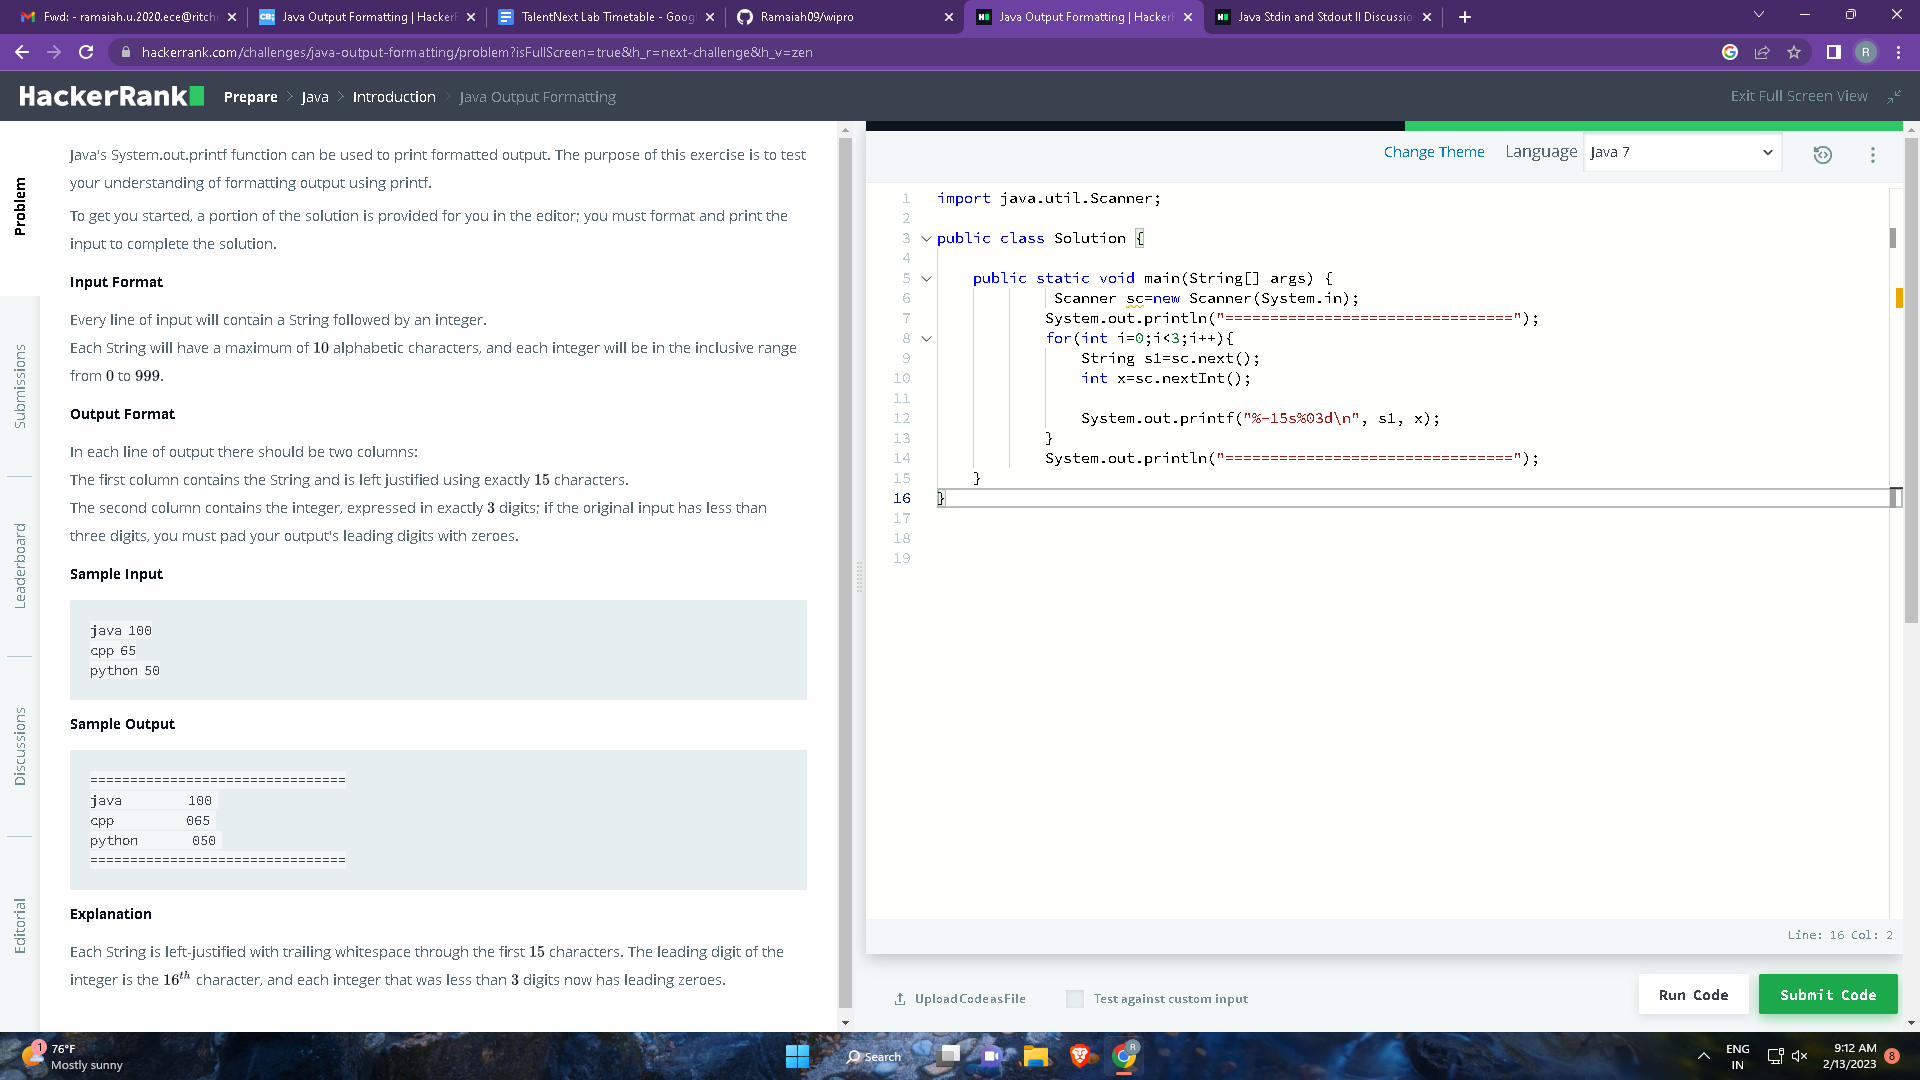 Fwd: - ramaiah.u.2020.ece@ritch
Java Output Formatting | HackerF
TalentNext Lab Timetable - Goog
Ramaiah09/wipro
Java Output Formatting | HackerF
Java Stdin and Stdout II Discussio
hackerrank.com/challenges/java-output-formatting/problem?isFullScreen=true&h_r=next-challenge&h_v=zen
R
HackerRank
Prepare > Java > Introduction > Java Output Formatting
Exit Full Screen View
Problem
Submissions
Leaderboard
Discussions
Editorial
Java's System.out.printf function can be used to print formatted output. The purpose of this exercise is to test
your understanding of formatting output using printf.
To get you started, a portion of the solution is provided for you in the editor; you must format and print the
input to complete the solution.
Input Format
Every line of input will contain a String followed by an integer.
Each String will have a maximum of 10 alphabetic characters, and each integer will be in the inclusive range
from 0 to 999.
Output Format
In each line of output there should be two columns:
The first column contains the String and is left justified using exactly 15 characters.
The second column contains the integer, expressed in exactly 3 digits; if the original input has less than
three digits, you must pad your output's leading digits with zeroes.
Sample Input
java 100
cpp 65
python 50
Sample Output
================================
java           100
cpp            065
python         050
================================
Explanation
Each String is left-justified with trailing whitespace through the first 15 characters. The leading digit of the
integer is the 16th character, and each integer that was less than 3 digits now has leading zeroes.
Change Theme
Language
Java 7
1 import java.util.Scanner;
2
3 public class Solution {
4
5     public static void main(String[] args) {
6             Scanner sc=new Scanner(System.in);
7             System.out.println("================================");
8             for(int i=0;i<3;i++){
9                 String s1=sc.next();
10                 int x=sc.nextInt();
11
12                 System.out.printf("%-15s%03d\n", s1, x);
13             }
14             System.out.println("================================");
15     }
16 }
17
18
19
Line: 16 Col: 2
Upload Code as File
Test against custom input
Run Code
Submit Code
1
76°F
Mostly sunny
Search
R
ENG
IN
9:12 AM
2/13/2023
8